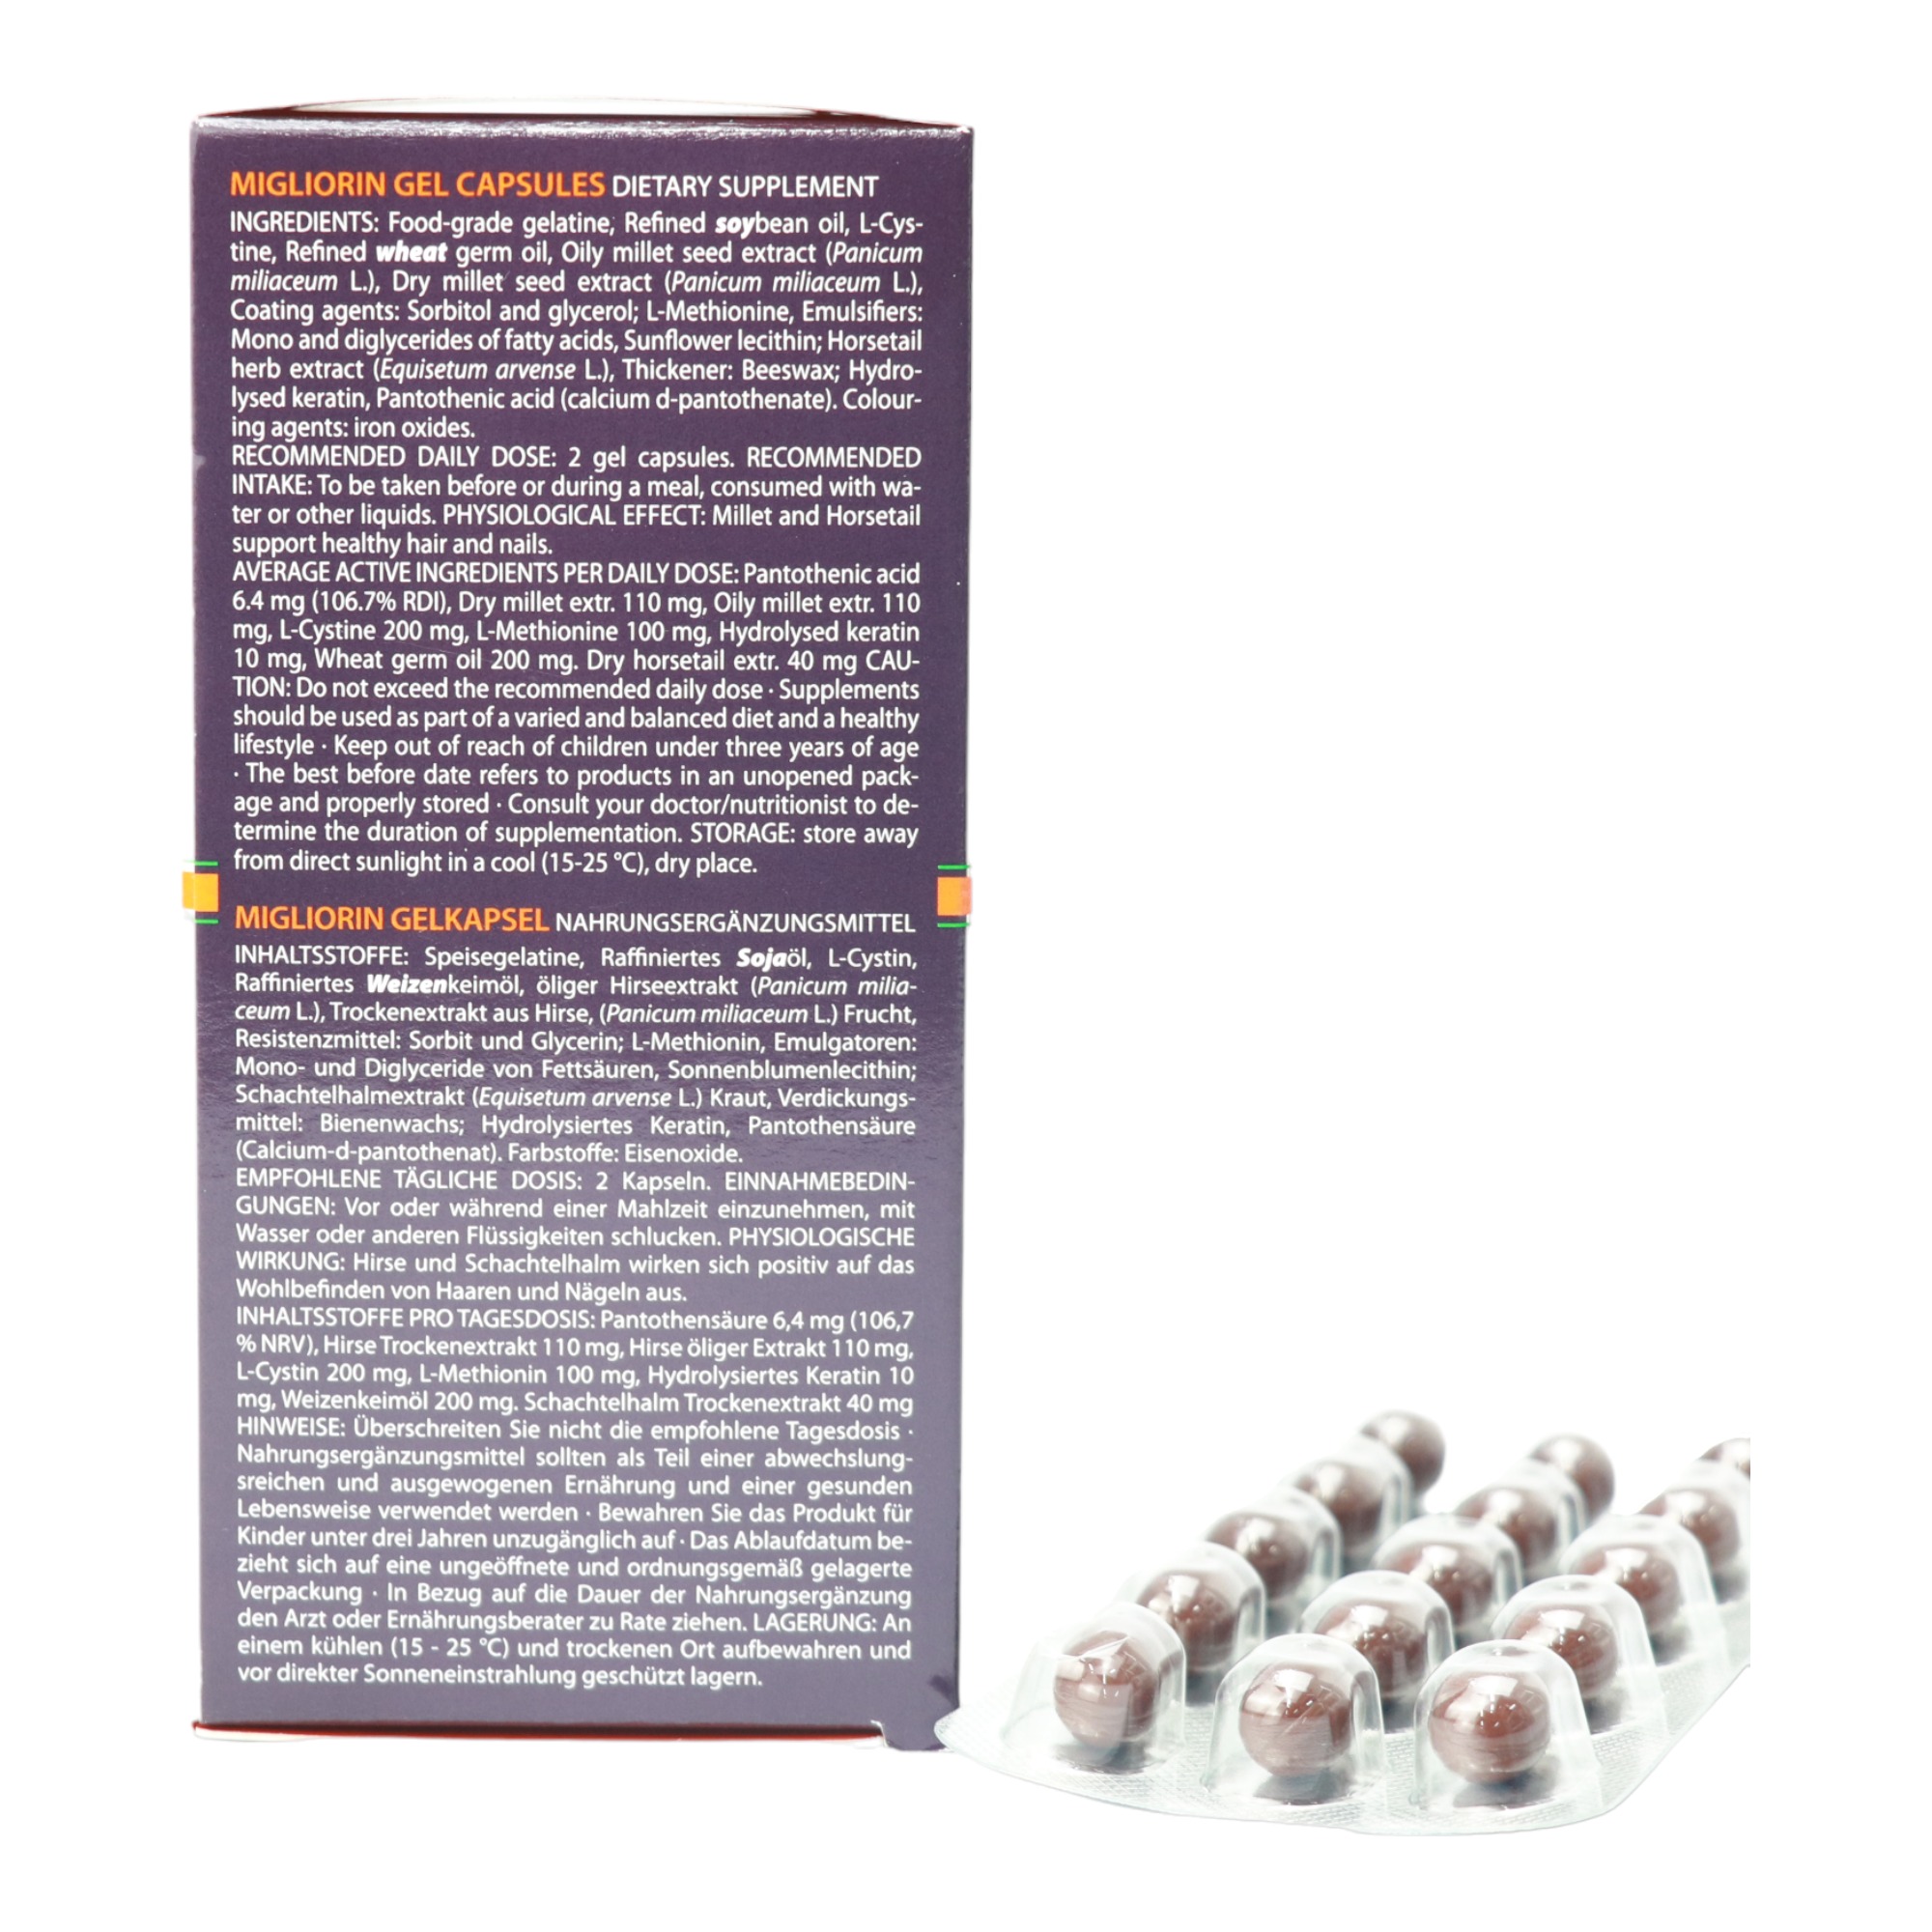 MIGLIORIN GEL CAPSULES DIETARY SUPPLEMENT
INGREDIENTS: Food-grade gelatine, Refined soybean oil, L-Cys-
tine, Refined wheat germ oil, Oily millet seed extract (Panicum
miliaceum L.), Dry millet seed extract (Panicum miliaceum L.),
Coating agents: Sorbitol and glycerol; L-Methionine, Emulsifiers:
Mono and diglycerides of fatty acids, Sunflower lecithin; Horsetail
herb extract (Equisetum arvense L.), Thickener: Beeswax; Hydro-
lysed keratin, Pantothenic acid (calcium d-pantothenate). Colour-
ing agents: iron oxides.
RECOMMENDED DAILY DOSE: 2 gel capsules. RECOMMENDED
INTAKE: To be taken before or during a meal, consumed with wa-
ter or other liquids. PHYSIOLOGICAL EFFECT: Millet and Horsetail
support healthy hair and nails.
AVERAGE ACTIVE INGREDIENTS PER DAILY DOSE: Pantothenic acid
6.4 mg (106.7% RDI), Dry millet extr. 110 mg, Oily millet extr. 110
mg, L-Cystine 200 mg, L-Methionine 100 mg, Hydrolysed keratin
10 mg, Wheat germ oil 200 mg. Dry horsetail extr. 40 mg CAU-
TION: Do not exceed the recommended daily dose · Supplements
should be used as part of a varied and balanced diet and a healthy
lifestyle · Keep out of reach of children under three years of age
· The best before date refers to products in an unopened pack-
age and properly stored · Consult your doctor/nutritionist to de-
termine the duration of supplementation. STORAGE: store away
from direct sunlight in a cool (15-25 °C), dry place.
MIGLIORIN GELKAPSEL NAHRUNGSERGÄNZUNGSMITTEL
INHALTSSTOFFE: Speisegelatine, Raffiniertes Sojaöl, L-Cystin,
Raffiniertes Weizenkeimöl, öliger Hirseextrakt (Panicum milia-
ceum L.), Trockenextrakt aus Hirse, (Panicum miliaceum L.) Frucht,
Resistenzmittel: Sorbit und Glycerin; L-Methionin, Emulgatoren:
Mono- und Diglyceride von Fettsäuren, Sonnenblumenlecithin;
Schachtelhalmextrakt (Equisetum arvense L.) Kraut, Verdickungs-
mittel: Bienenwachs; Hydrolysiertes Keratin, Pantothensäure
(Calcium-d-pantothenat). Farbstoffe: Eisenoxide.
EMPFOHLENE TÄGLICHE DOSIS: 2 Kapseln. EINNAHMEBEDIN-
GUNGEN: Vor oder während einer Mahlzeit einzunehmen, mit
Wasser oder anderen Flüssigkeiten schlucken. PHYSIOLOGISCHE
WIRKUNG: Hirse und Schachtelhalm wirken sich positiv auf das
Wohlbefinden von Haaren und Nägeln aus.
INHALTSSTOFFE PRO TAGESDOSIS: Pantothensäure 6,4 mg (106,7
% NRV), Hirse Trockenextrakt 110 mg, Hirse öliger Extrakt 110 mg,
L-Cystin 200 mg, L-Methionin 100 mg, Hydrolysiertes Keratin 10
mg, Weizenkeimöl 200 mg. Schachtelhalm Trockenextrakt 40 mg
HINWEISE: Überschreiten Sie nicht die empfohlene Tagesdosis ·
Nahrungsergänzungsmittel sollten als Teil einer abwechslung-
sreichen und ausgewogenen Ernährung und einer gesunden
Lebensweise verwendet werden · Bewahren Sie das Produkt für
Kinder unter drei Jahren unzugänglich auf · Das Ablaufdatum be-
zieht sich auf eine ungeöffnete und ordnungsgemäß gelagerte
Verpackung · In Bezug auf die Dauer der Nahrungsergänzung
den Arzt oder Ernährungsberater zu Rate ziehen. LAGERUNG: An
einem kühlen (15 - 25 °C) und trockenen Ort aufbewahren und
vor direkter Sonneneinstrahlung geschützt lagern.